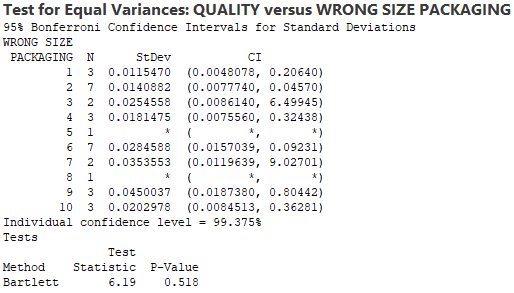 Test for Equal Variances: QUALITY versus WRONG SIZE PACKAGING
95% Bonferroni Confidence Intervals for Standard Deviations
WRONG SIZE
PACKAGING N StDev CI
1 3 0.0115470 (0.0048078, 0.20640)
2 7 0.0140882 (0.0077740, 0.04570)
3 2 0.0254558 (0.0086140, 6.49945)
4 3 0.0181475 (0.0075560, 0.32438)
5 1 * ( *, *)
6 7 0.0284588 (0.0157039, 0.09231)
7 2 0.0353553 (0.0119639, 9.02701)
8 1 * ( *, *)
9 3 0.0450037 (0.0187380, 0.80442)
10 3 0.0202978 (0.0084513, 0.36281)
Individual confidence level = 99.375%
Tests
Test
Method Statistic P-Value
Bartlett 6.19 0.518